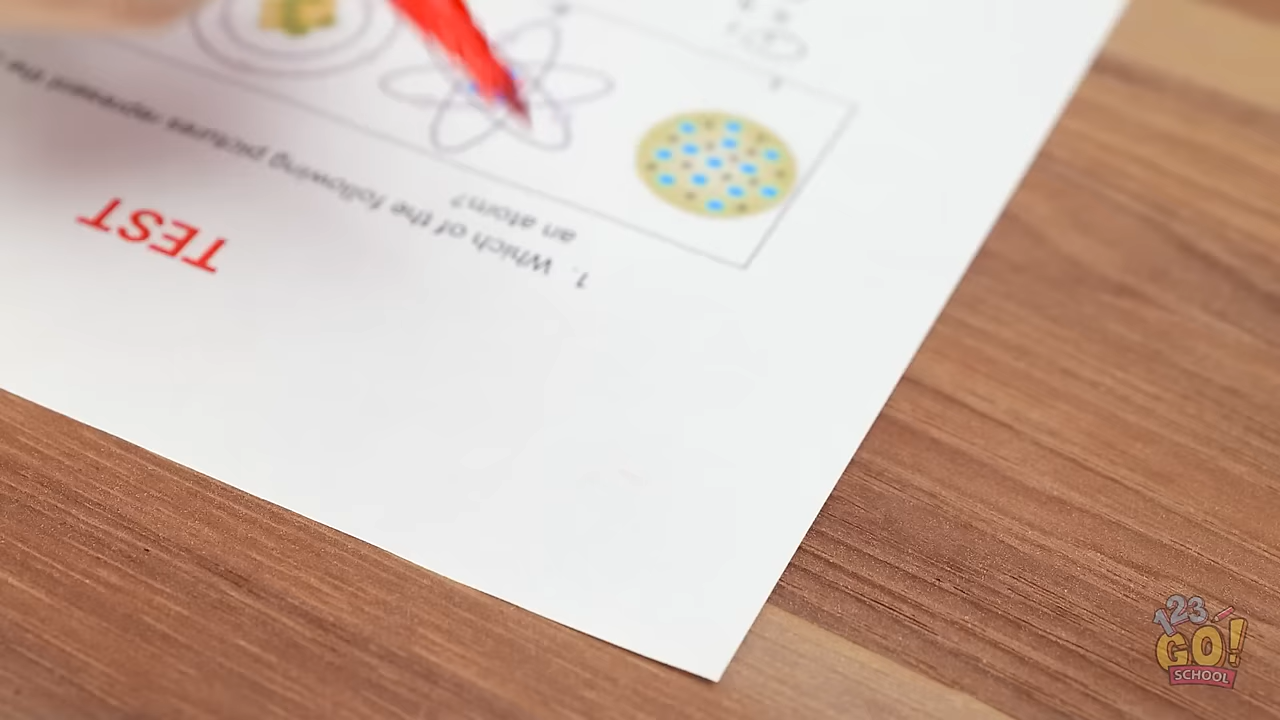 TEST
1. Which of the following pictures represent the
an atom?
123
GO!
SCHOOL